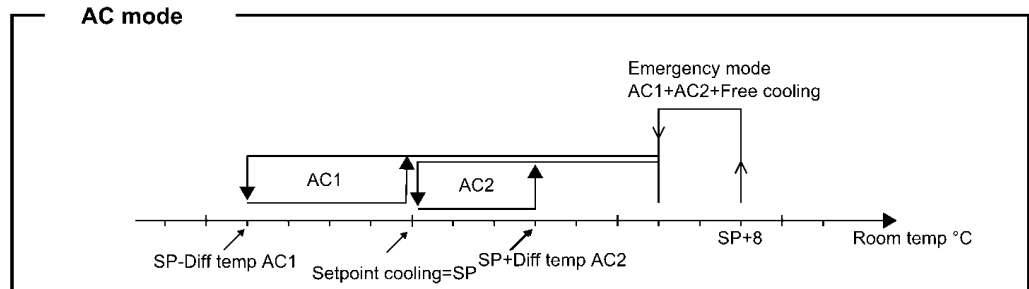 AC mode
Emergency mode
AC1+AC2+Free cooling
AC1
AC2
SP-Diff temp AC1
Setpoint cooling=SP
SP+Diff temp AC2
SP+8
Room temp °C